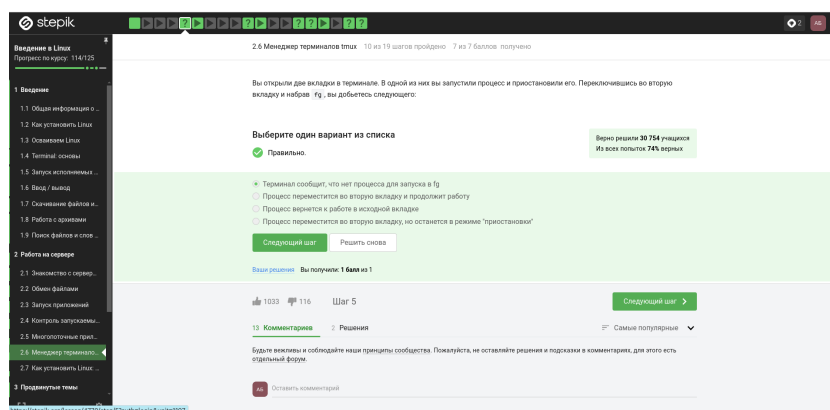 stepik
АБ
Введение в Linux
Прогресс по курсу: 114/125
2.6 Менеджер терминалов tmux 10 из 19 шагов пройдено 7 из 7 баллов получено
1 Введение
1.1 Общая информация о ...
1.2 Как установить Linux
1.3 Осваиваем Linux
1.4 Terminal: основы
1.5 Запуск исполняемых ...
1.6 Ввод / вывод
1.7 Скачивание файлов и..
1.8 Работа с архивами
1.9 Поиск файлов и слов ...
2 Работа на сервере
2.1 Знакомство с сервер...
2.2 Обмен файлами
2.3 Запуск приложений
2.4 Контроль запускаемы...
2.5 Многопоточные прил...
2.6 Менеджер терминало..
2.7 Как установить Linux: ...
3 Продвинутые темы
Вы открыли две вкладки в терминале. В одной из них вы запустили процесс и приостановили его. Переключившись во вторую
вкладку и набрав fg, вы добьетесь следующего:
Выберите один вариант из списка
Правильно.
Верно решили 30 754 учащихся
Из всех попыток 74% верных
Терминал сообщит, что нет процесса для запуска в fg
Процесс переместится во вторую вкладку и продолжит работу
Процесс вернется к работе в исходной вкладке
Процесс переместится во вторую вкладку, но останется в режиме "приостановки"
Следующий шаг Решить снова
Ваши решения Вы получили: 1 балл из 1
1033 116 Шаг 5 Следующий шаг
13 Комментариев 2 Решения Самые популярные
Будьте вежливы и соблюдайте наши принципы сообщества. Пожалуйста, не оставляйте решения и подсказки в комментариях, для этого есть
отдельный форум.
АБ Оставить комментарий